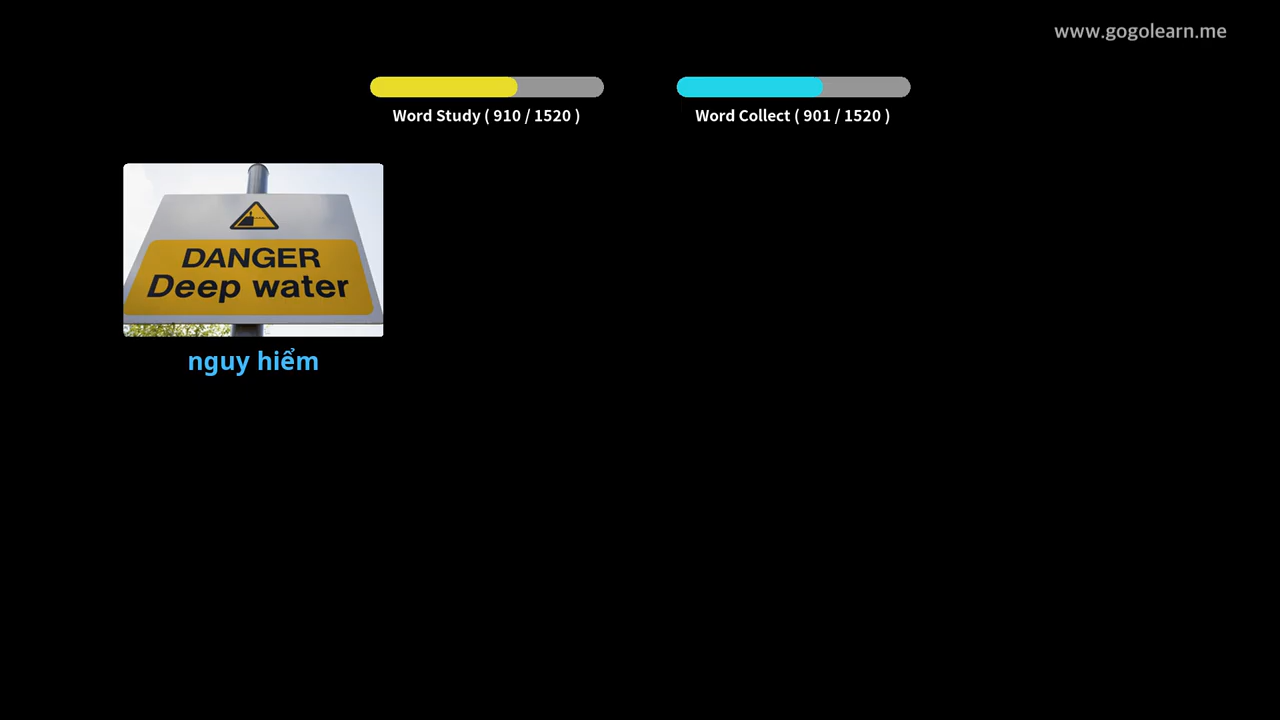 www.gogolearn.me
Word Study ( 910 / 1520 )
Word Collect ( 901 / 1520 )
DANGER
Deep water
nguy hiểm